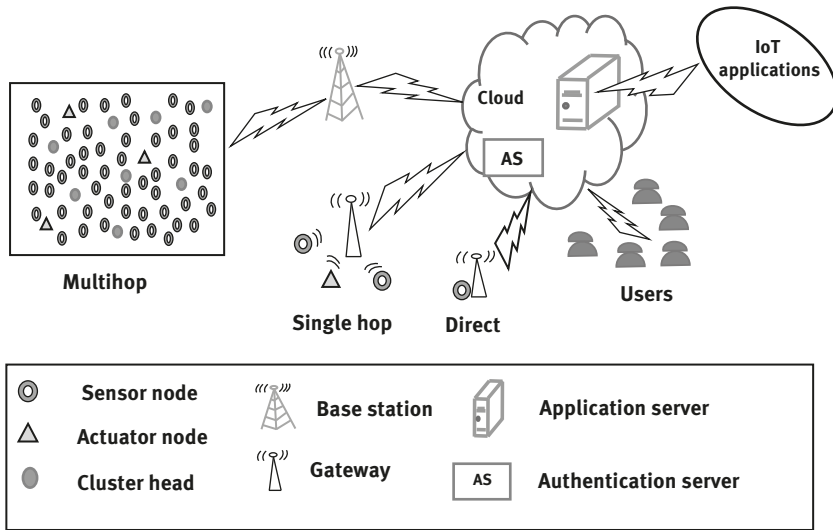 IoT
applications
Cloud
AS
Multihop
Single hop
Direct
Users
Sensor node
Base station
Application server
Actuator node
Cluster head
Gateway
AS
Authentication server